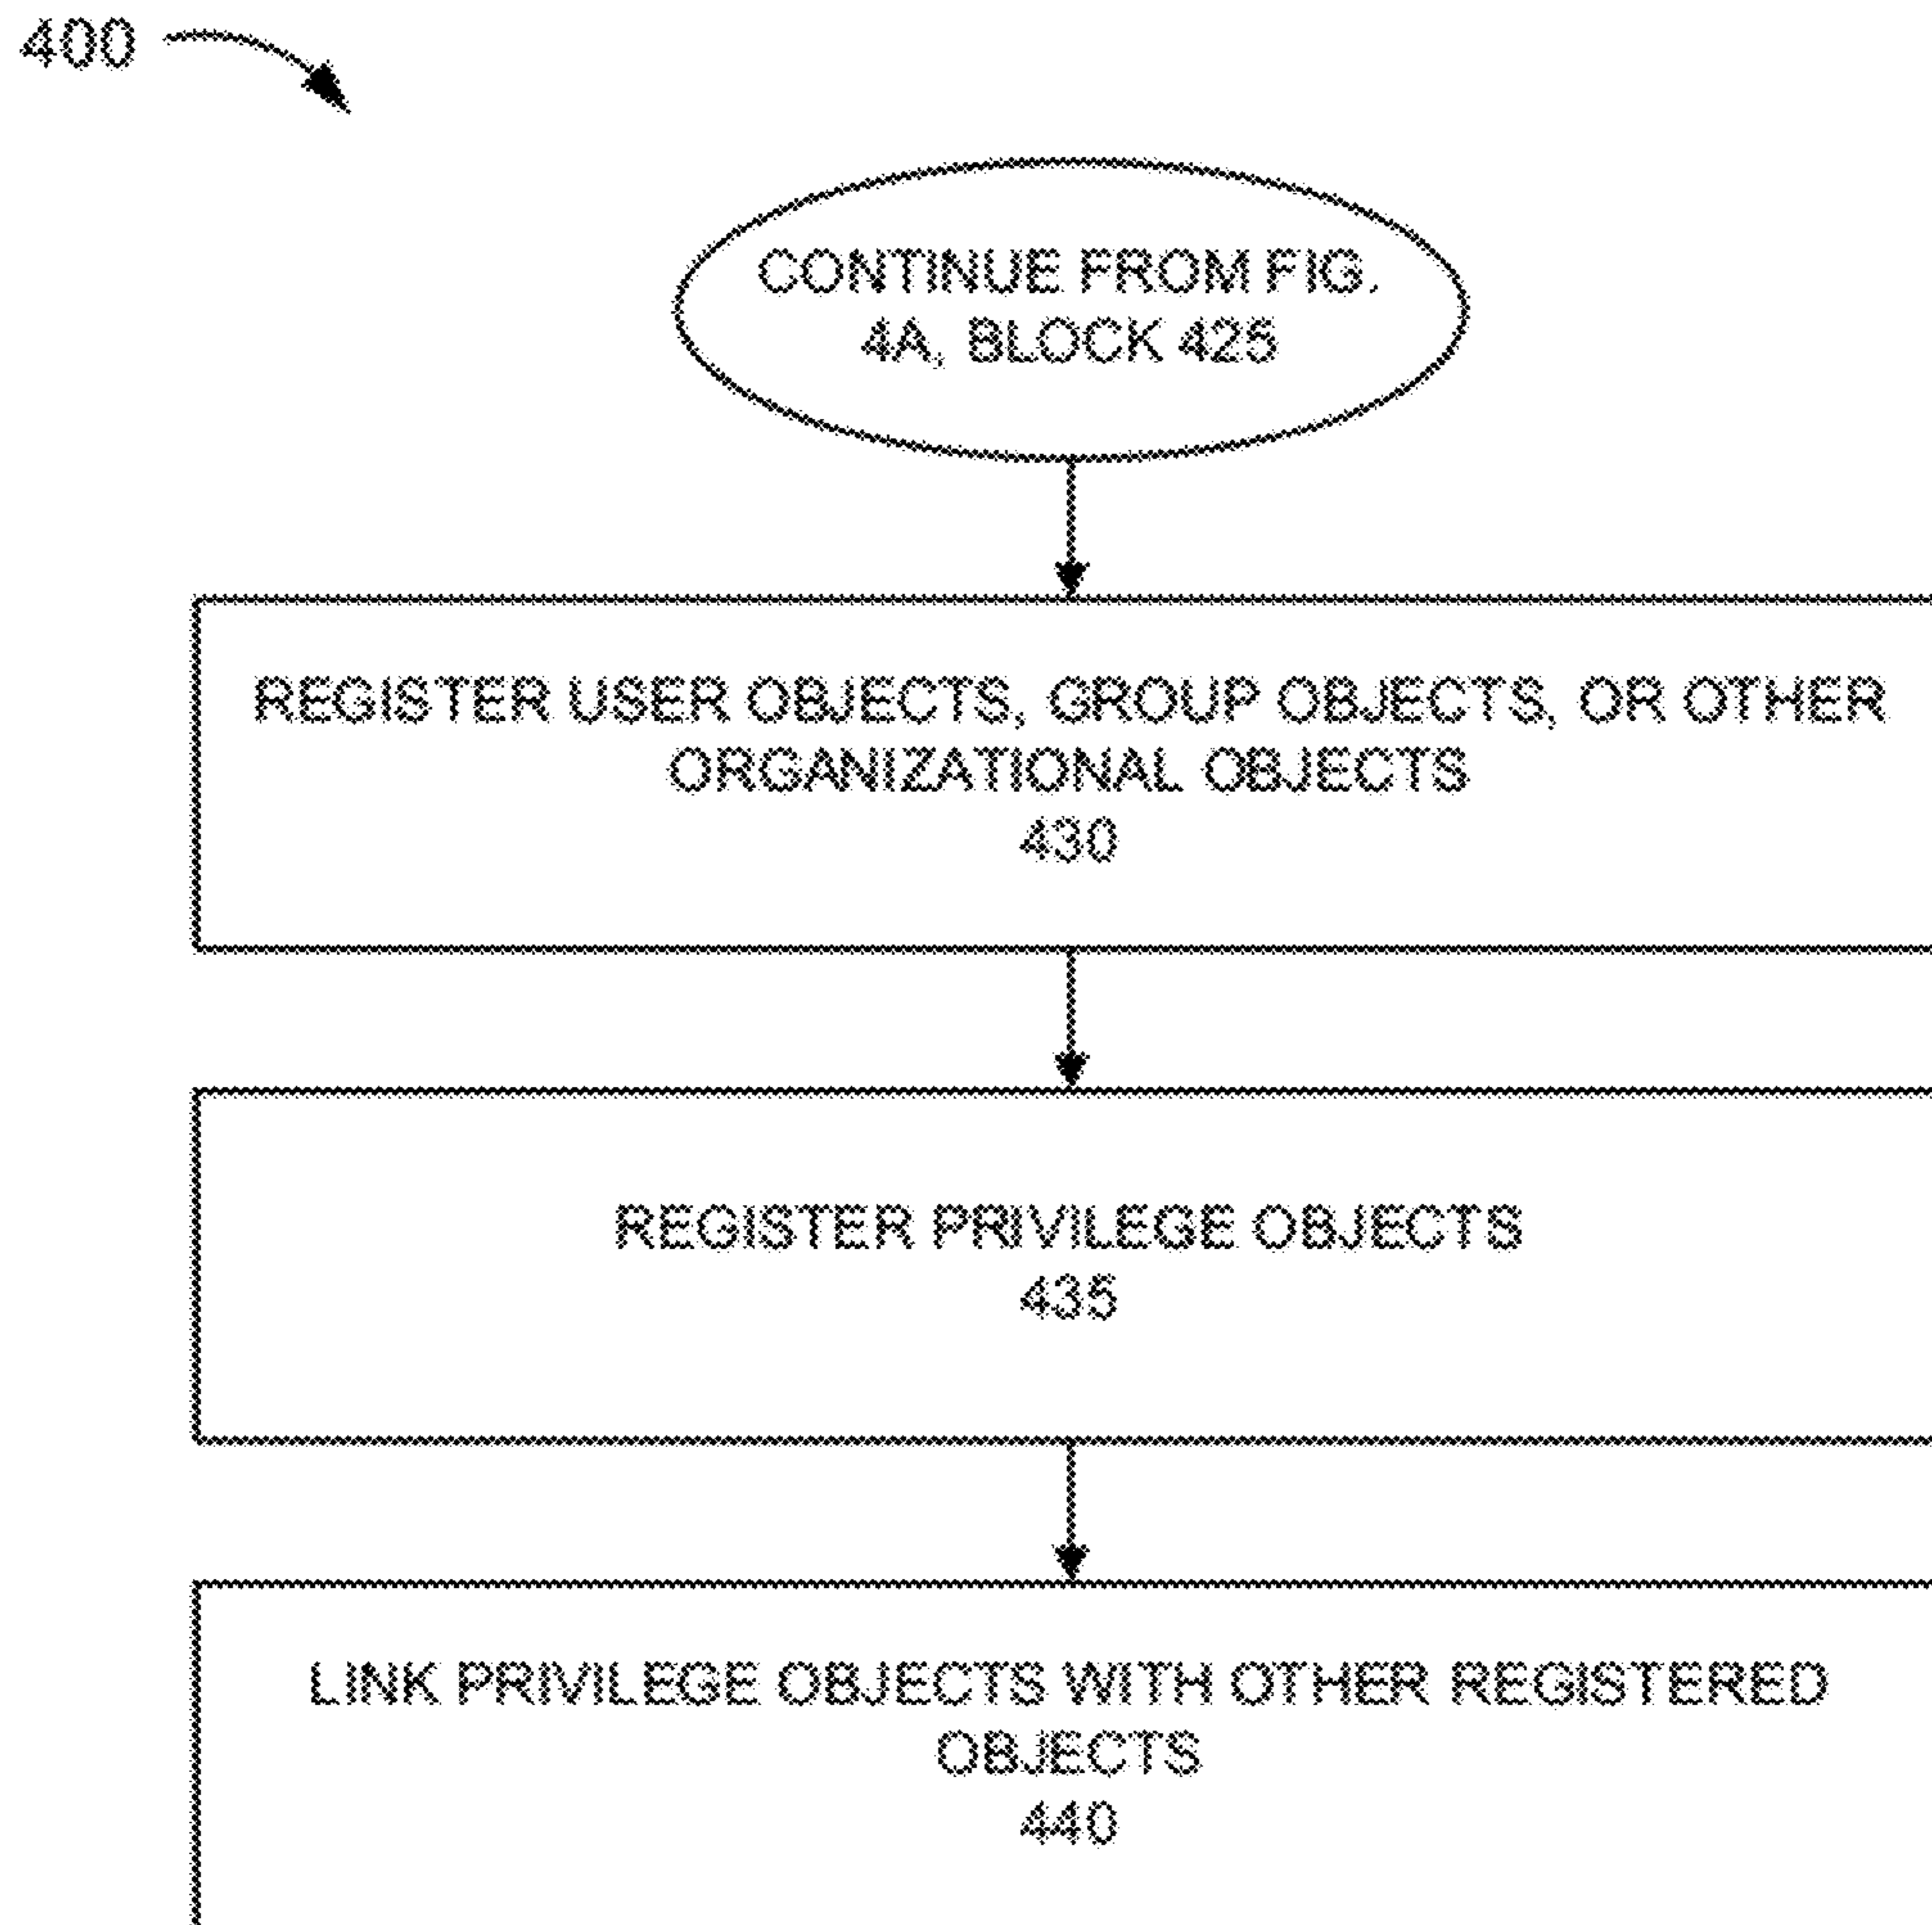 400
CONTINUE FROM FIG.
4A, BLOCK 425
REGISTER USER OBJECTS, GROUP OBJECTS, OR OTHER
ORGANIZATIONAL OBJECTS
430
REGISTER PRIVILEGE OBJECTS
435
LINK PRIVILEGE OBJECTS WITH OTHER REGISTERED
OBJECTS
440